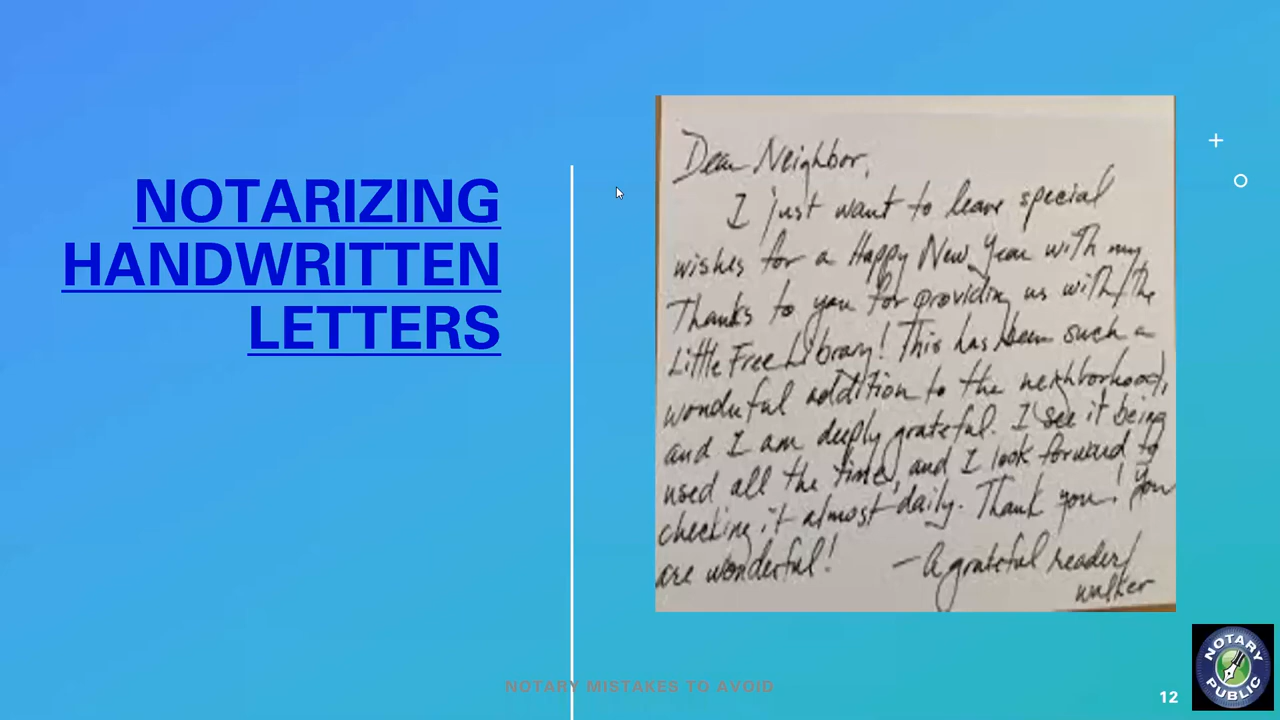 NOTARIZING
HANDWRITTEN
LETTERS
Dear Neighbor,
I just want to leave special
wishes for a Happy New Year with my
Thanks to you for providing us with the
Little Free Library! This has been such a
wonderful addition to the neighborhood,
and I am deeply grateful. I see it being
used all the time, and I look forward to
checking it almost daily. Thank you! You
are wonderful! – A grateful reader/
walker
NOTARY MISTAKES TO AVOID
12
NOTARY
PUBLIC